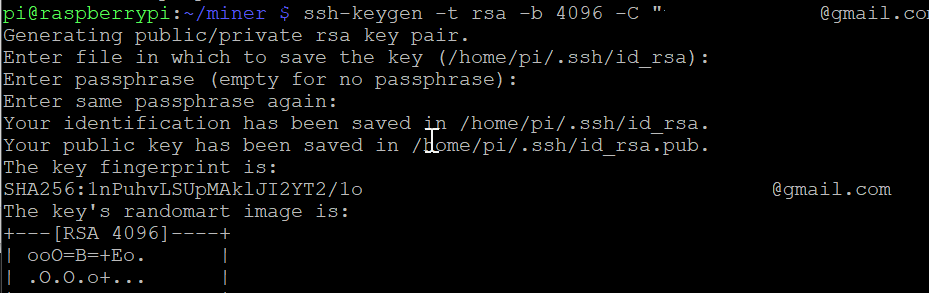 pi@raspberrypi:~/miner $ ssh-keygen -t rsa -b 4096 -C " @gmail.co
Generating public/private rsa key pair.
Enter file in which to save the key (/home/pi/.ssh/id_rsa):
Enter passphrase (empty for no passphrase):
Enter same passphrase again:
Your identification has been saved in /home/pi/.ssh/id_rsa.
Your public key has been saved in /home/pi/.ssh/id_rsa.pub.
The key fingerprint is:
SHA256:1nPuhvLSUpMAklJI2YT2/1o @gmail.com
The key's randomart image is:
+---[RSA 4096]----+
| ooO=B=+Eo. |
| .O.O.o+... |